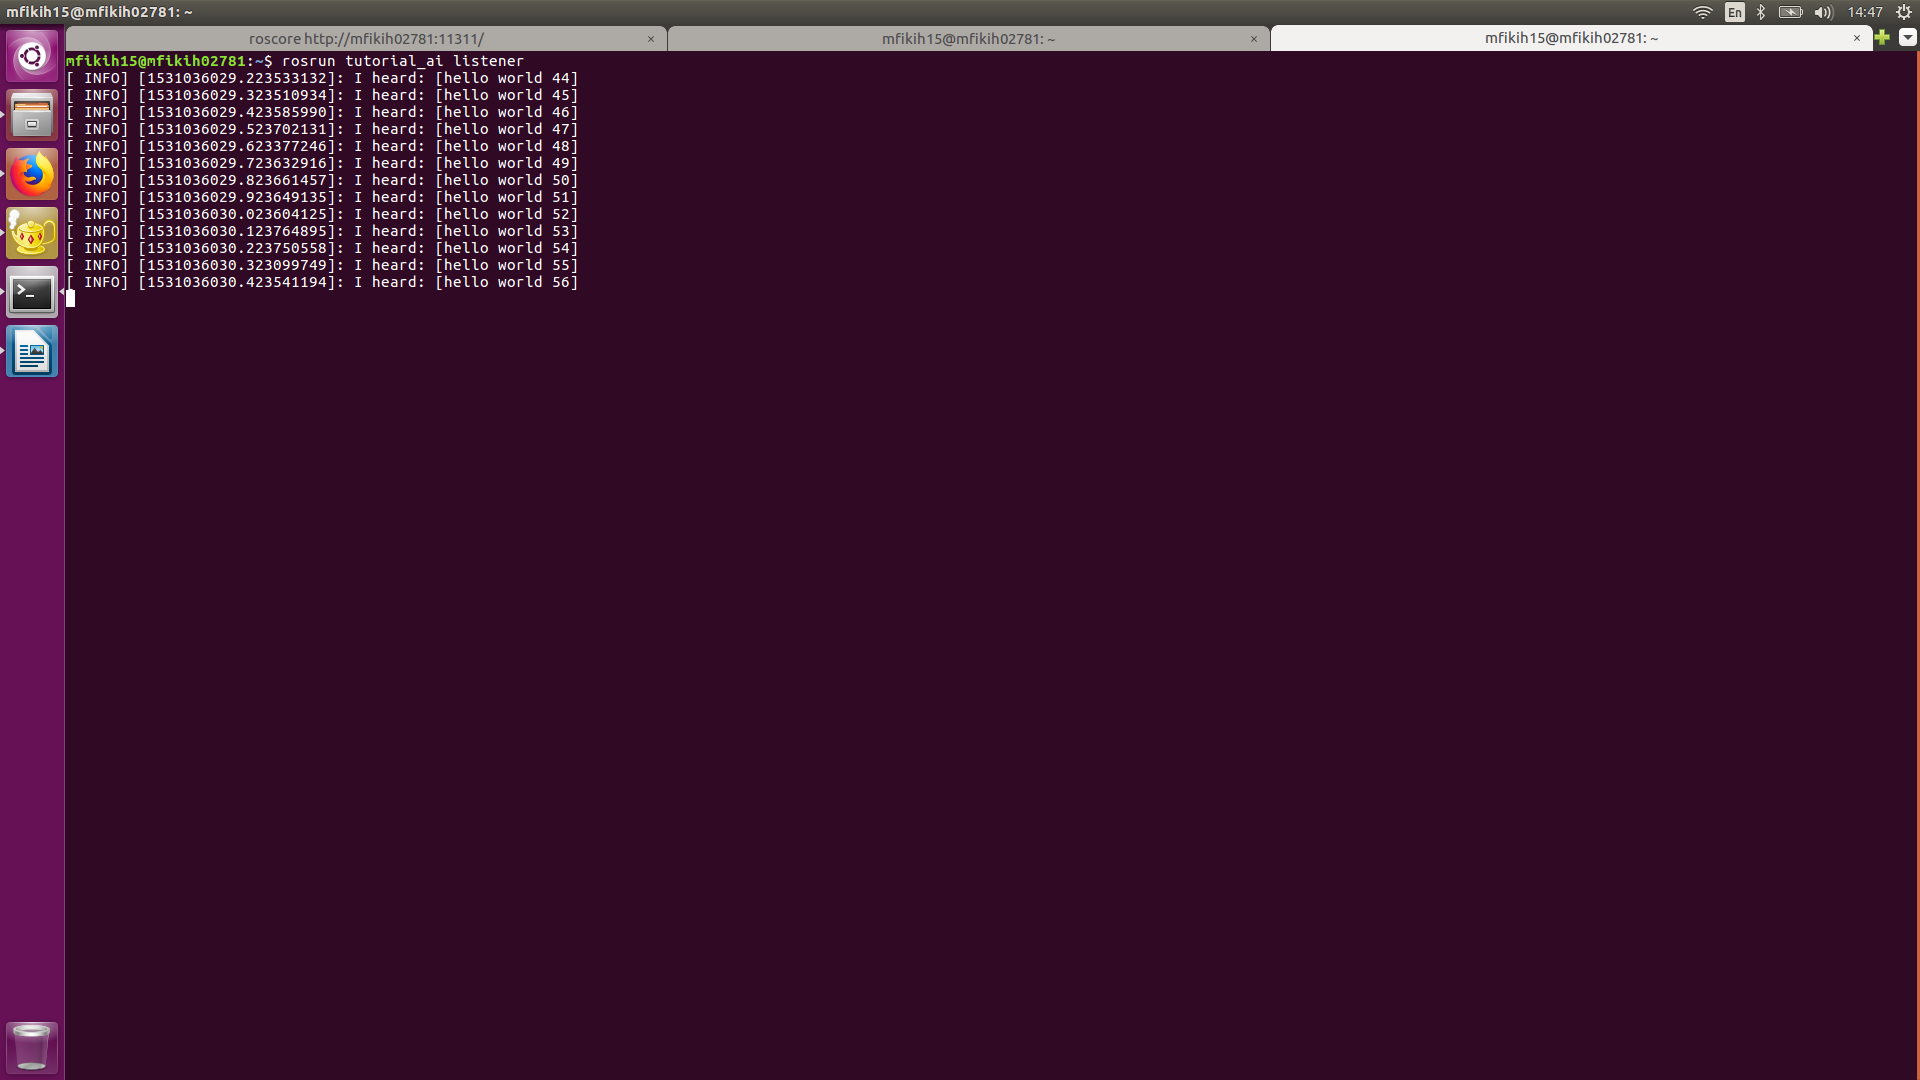 mfikih15@mfikih02781: ~
En
14:47
roscore http://mfikih02781:11311/ ×
mfikih15@mfikih02781: ~ ×
mfikih15@mfikih02781: ~ ×
mfikih15@mfikih02781:~$ rosrun tutorial_ai listener
[ INFO] [1531036029.223533132]: I heard: [hello world 44]
[ INFO] [1531036029.323510934]: I heard: [hello world 45]
[ INFO] [1531036029.423585990]: I heard: [hello world 46]
[ INFO] [1531036029.523702131]: I heard: [hello world 47]
[ INFO] [1531036029.623377246]: I heard: [hello world 48]
[ INFO] [1531036029.723632916]: I heard: [hello world 49]
[ INFO] [1531036029.823661457]: I heard: [hello world 50]
[ INFO] [1531036029.923649135]: I heard: [hello world 51]
[ INFO] [1531036030.023604125]: I heard: [hello world 52]
[ INFO] [1531036030.123764895]: I heard: [hello world 53]
[ INFO] [1531036030.223750558]: I heard: [hello world 54]
[ INFO] [1531036030.323099749]: I heard: [hello world 55]
[ INFO] [1531036030.423541194]: I heard: [hello world 56]